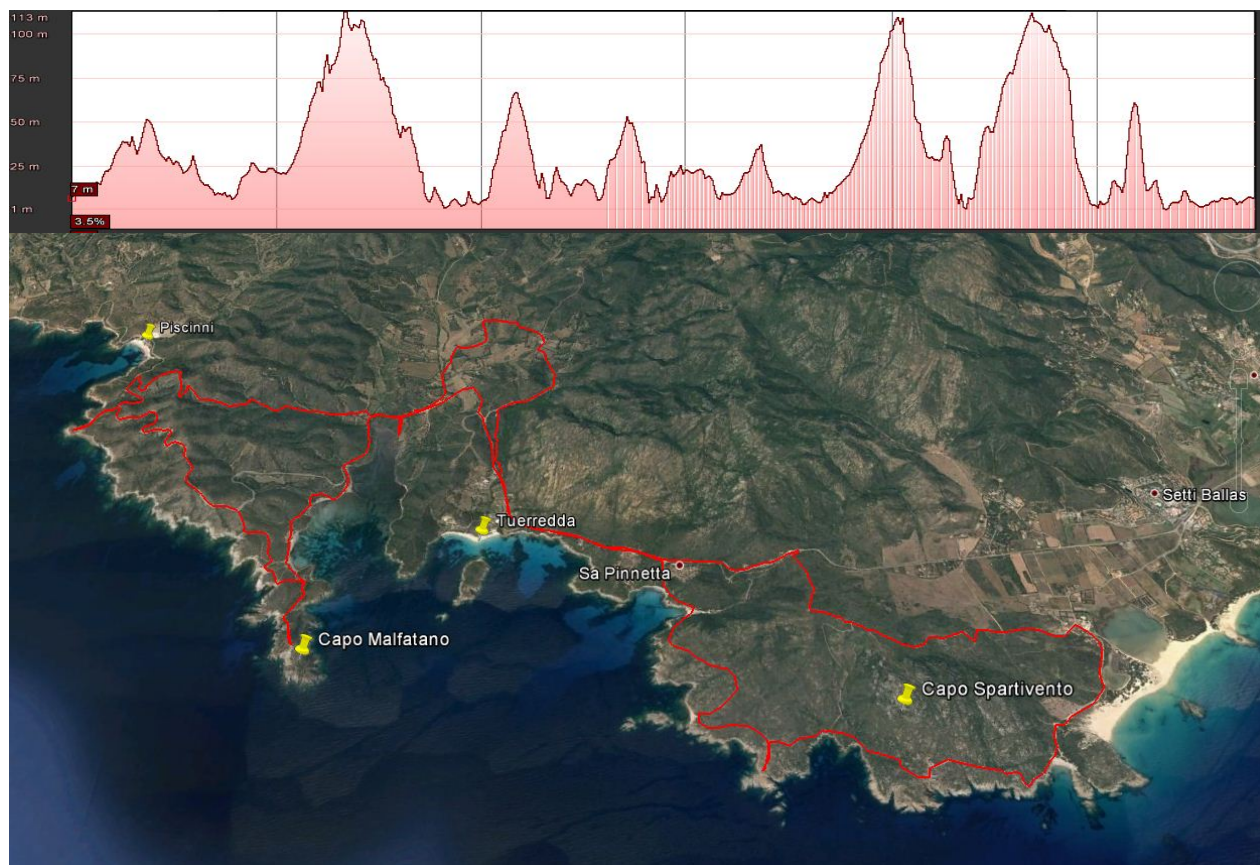 113 m
100 m
75 m
50 m
25 m
7 m
1 m
3.5%
Piscinni
Tuerredda
Setti Ballas
Sa Pinnetta
Capo Malfatano
Capo Spartivento